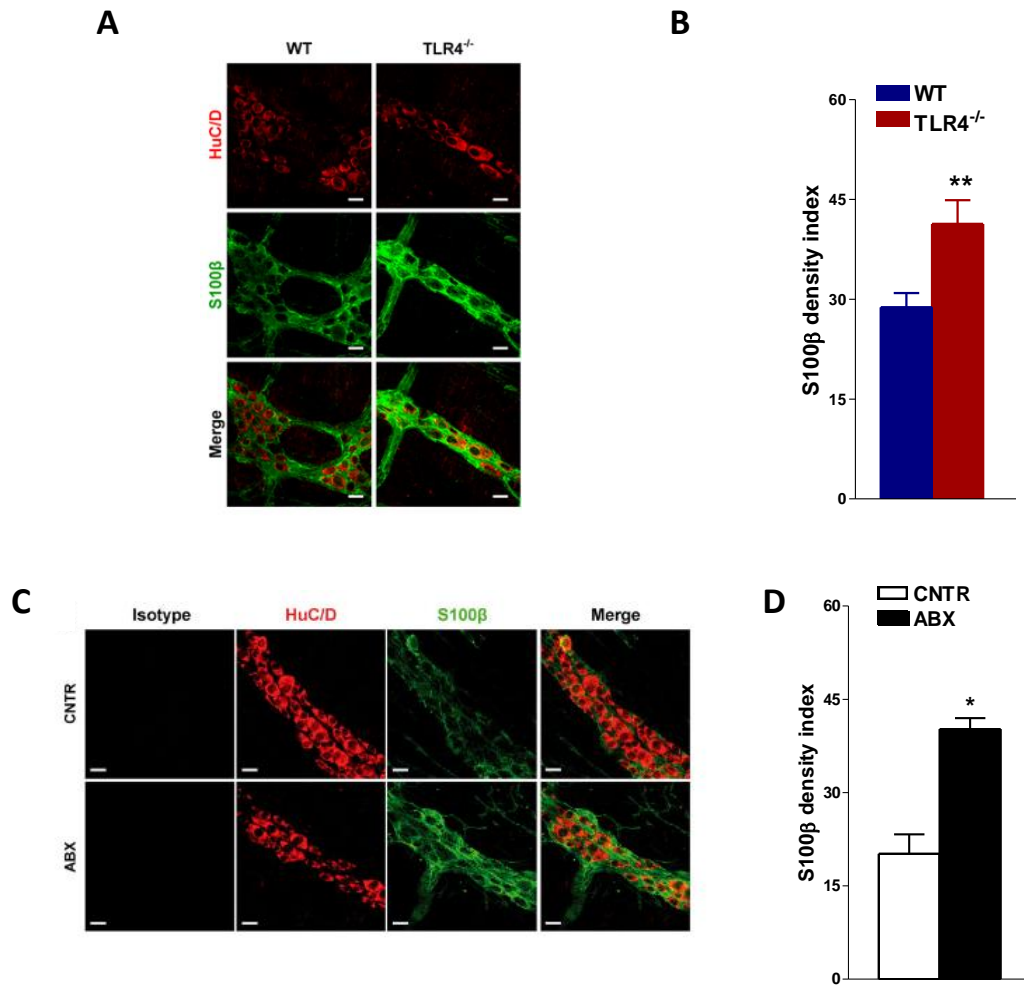 A
WT TLR4-/-
HuC/D
S100β
Merge
B
WT
TLR4-/-
S100β density index
60
45
30
15
0
**
C
Isotype HuC/D S100β Merge
CNTR
ABX
D
CNTR
ABX
S100β density index
60
45
30
15
0
*